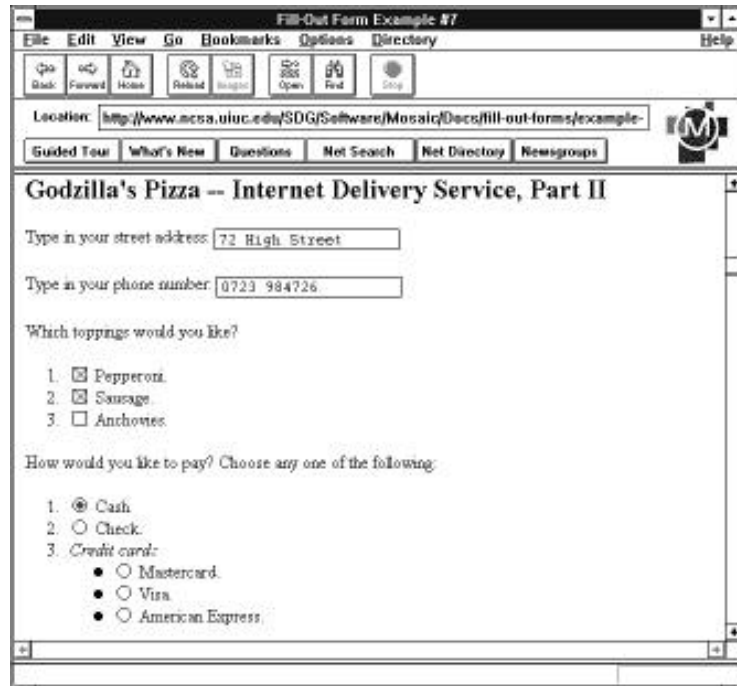 Fill-Out Form Example #7
File Edit View Go Bookmarks Options Directory Help
Back Forward Home Reload Images Open Find Stop
Location: http://www.ncsa.uiuc.edu/SDG/Software/Mosaic/Docs/fill-out-forms/example-
M
Guided Tour What's New Questions Net Search Net Directory Newsgroups
Godzilla's Pizza -- Internet Delivery Service, Part II
Type in your street address: 72 High Street
Type in your phone number: 0723 984726
Which toppings would you like?
1. Pepperoni.
2. Sausage.
3. Anchovies.
How would you like to pay? Choose any one of the following:
1. Cash.
2. Check.
3. Credit card:
Mastercard.
Visa.
American Express.